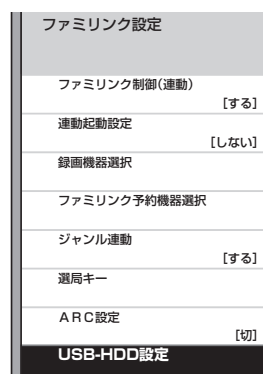 ファミリンク設定
ファミリンク制御(連動)
[する]
連動起動設定
[しない]
録画機器選択
ファミリンク予約機器選択
ジャンル連動
[する]
選局キー
ＡＲＣ設定
[切]
USB-HDD設定